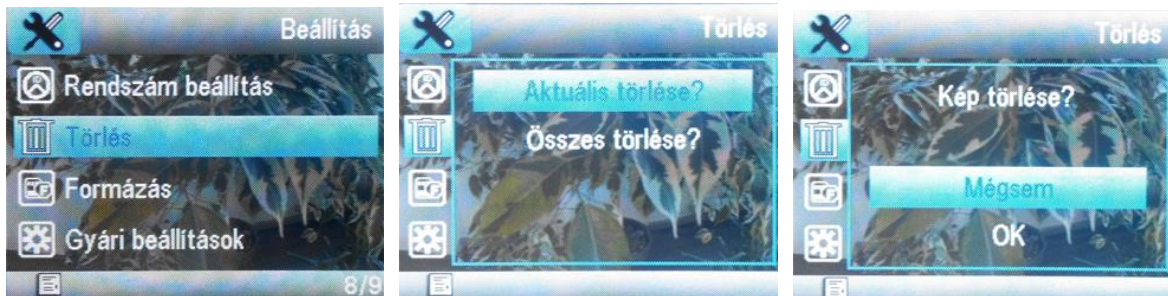 Beállítás
Rendszám beállítás
Törlés
Formázás
Gyári beállítások
8/9
Törlés
Aktuális törlése?
Összes törlése?
Törlés
Kép törlése?
Mégsem
OK